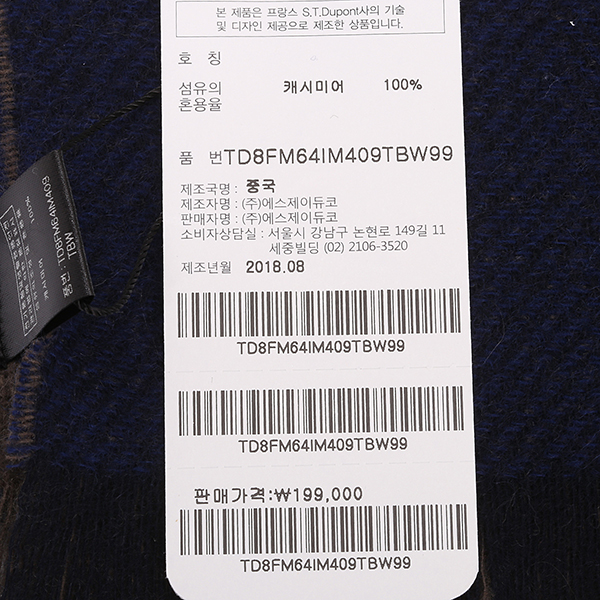 본 제품은 프랑스 S.T.Dupont사의 기술
및 디자인 제공으로 제조한 상품입니다.
호 칭
섬유의 혼용율 캐시미어 100%
품 번TD8FM64IM409TBW99
제조국명 : 중국
제조자명 : (주)에스제이듀코
판매자명 : (주)에스제이듀코
소비자상담실 : 서울시 강남구 논현로 149길 11
세중빌딩 (02) 2106-3520
제조년월 2018.08
TD8FM64IM409TBW99
TD8FM64IM409TBW99
판매가격:₩199,000
TD8FM64IM409TBW99
품번 : TD8FM64IM409
TBW